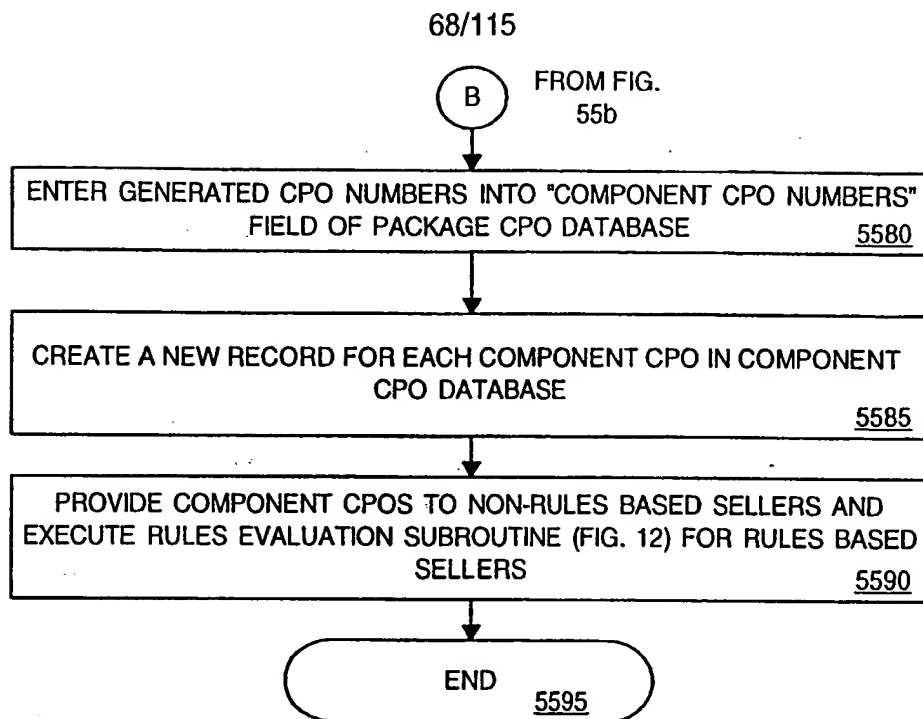 68/115
B
FROM FIG.
55b
ENTER GENERATED CPO NUMBERS INTO "COMPONENT CPO NUMBERS"
FIELD OF PACKAGE CPO DATABASE
5580
CREATE A NEW RECORD FOR EACH COMPONENT CPO IN COMPONENT
CPO DATABASE
5585
PROVIDE COMPONENT CPOS TO NON-RULES BASED SELLERS AND
EXECUTE RULES EVALUATION SUBROUTINE (FIG. 12) FOR RULES BASED
SELLERS
5590
END
5595